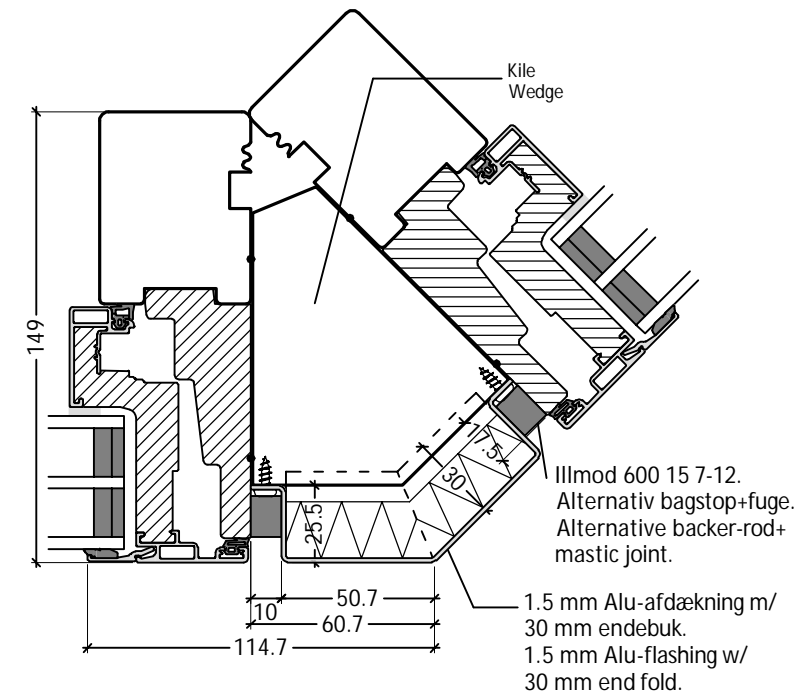 Kile
Wedge
149
7.5
30
25.5
Illmod 600 15 7-12.
Alternativ bagstop+fuge.
Alternative backer-rod+
mastic joint.
50.7
10
60.7
114.7
1.5 mm Alu-afdækning m/
30 mm endebuk.
1.5 mm Alu-flashing w/
30 mm end fold.